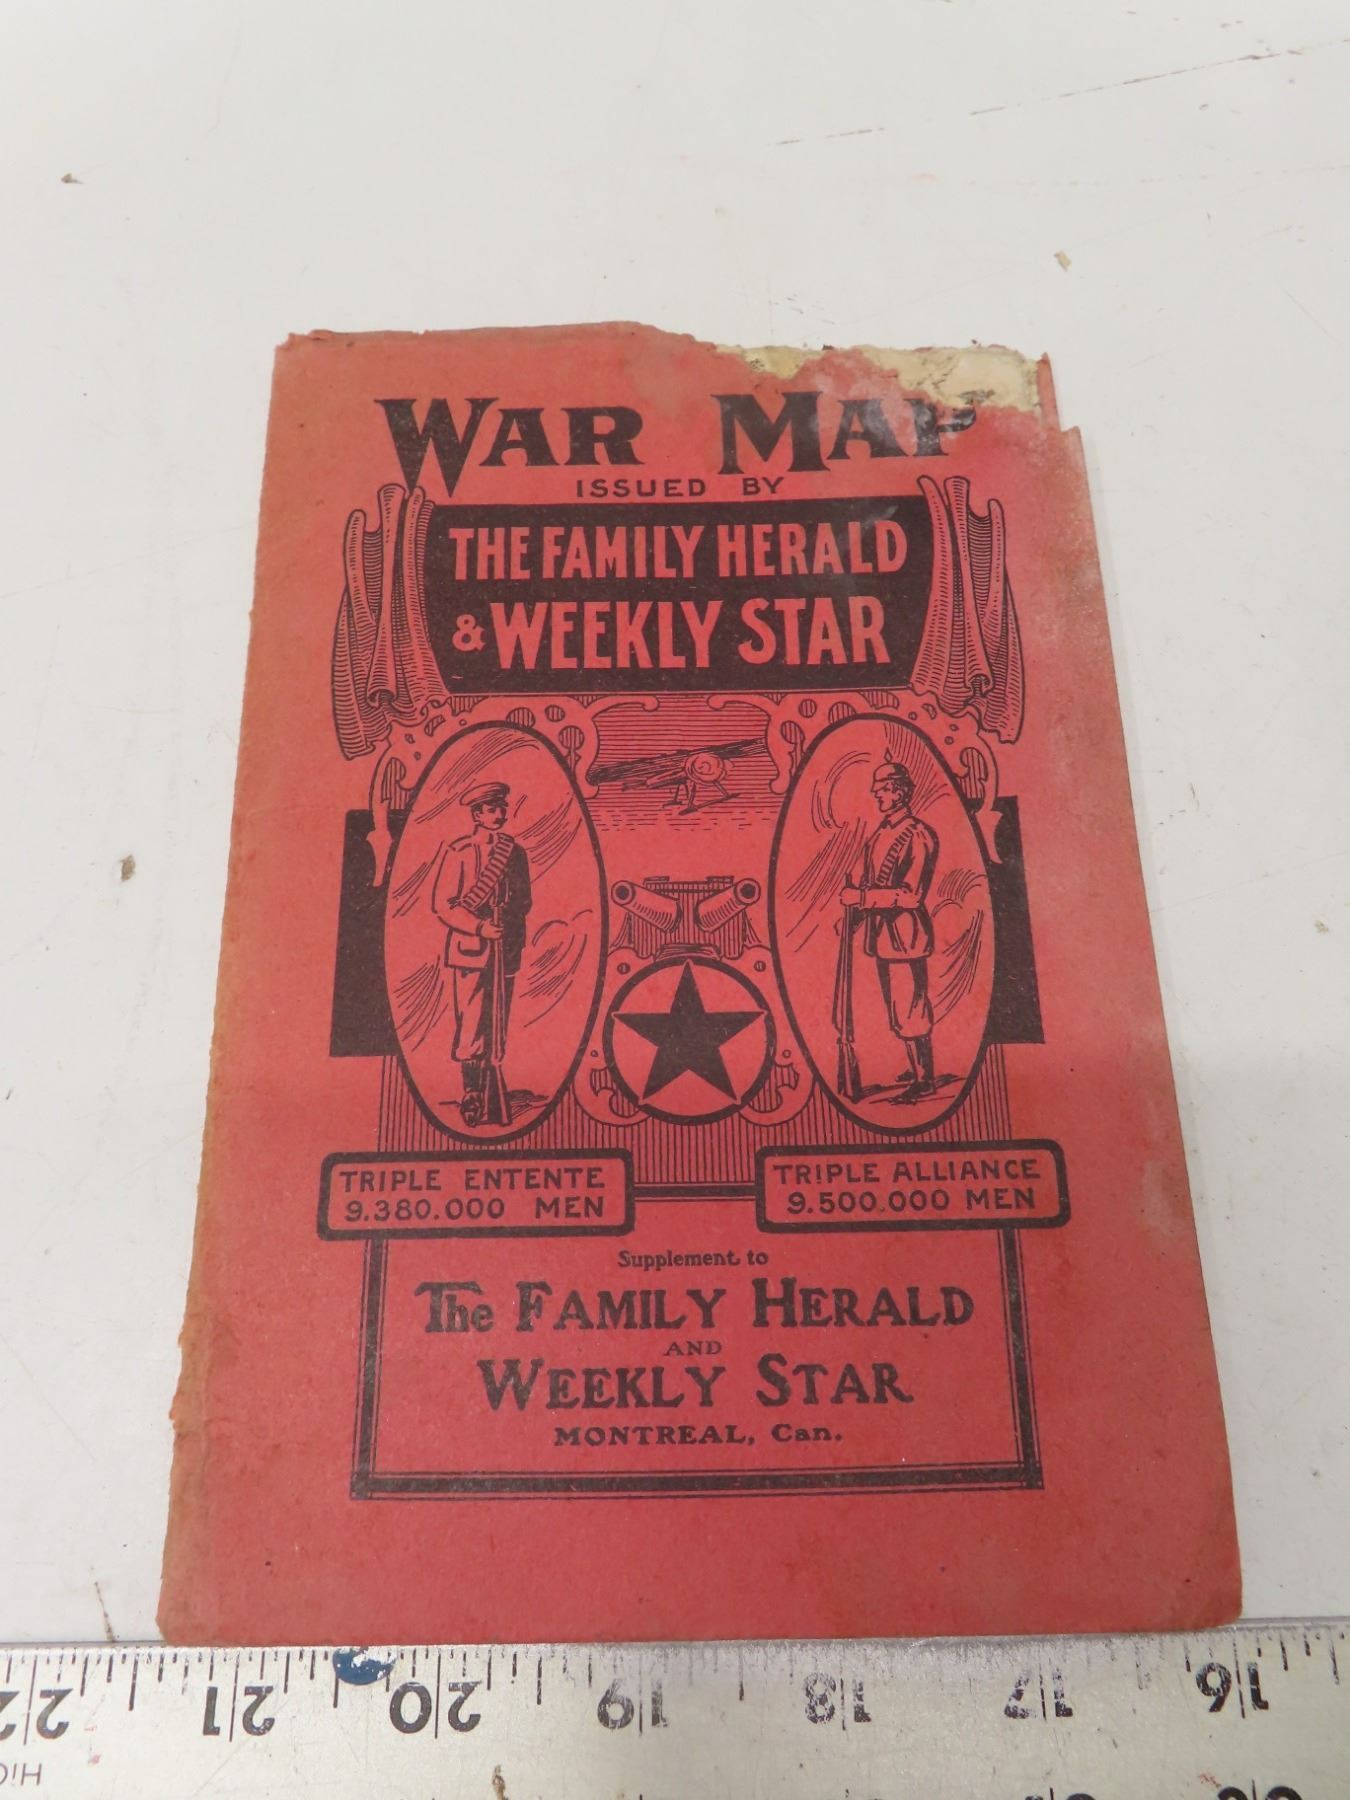 WAR MAP
ISSUED BY
THE FAMILY HERALD
& WEEKLY STAR
TRIPLE ENTENTE
9.380.000 MEN
TRIPLE ALLIANCE
9.500.000 MEN
Supplement to
The FAMILY HERALD
AND
WEEKLY STAR
MONTREAL, Can.
22 21 20 19 18 17 16